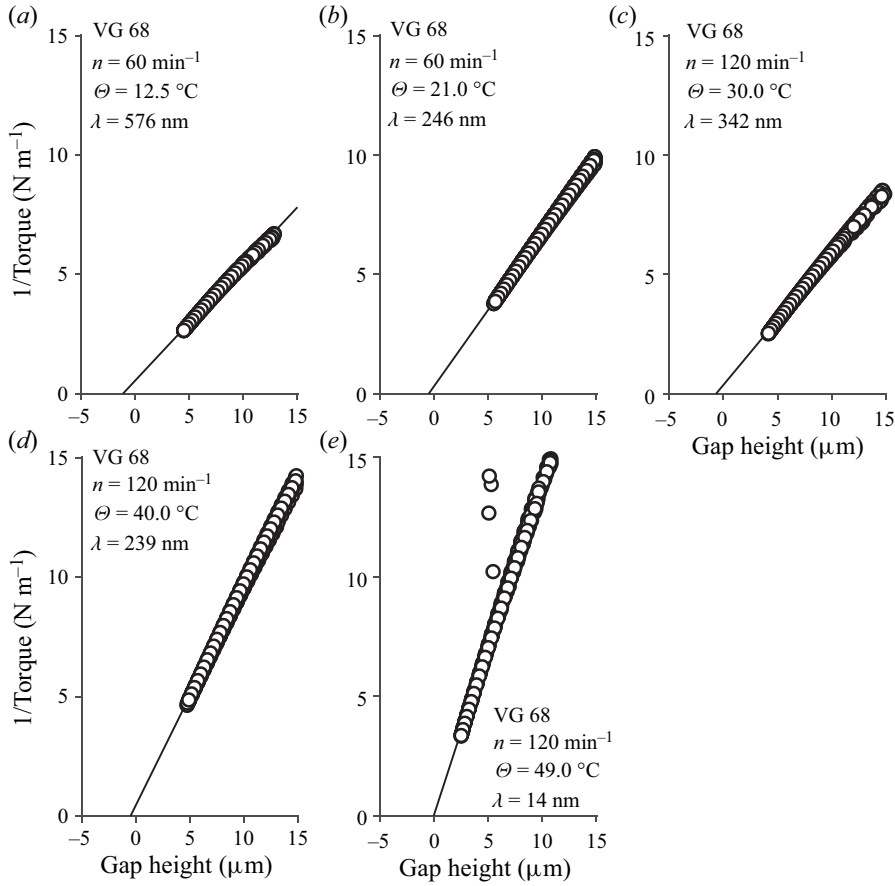 (a)
VG 68
n = 60 min–1
Θ = 12.5 °C
λ = 576 nm
15
10
5
0
–5
0
5
10
15
1/Torque (N m–1)
(b)
VG 68
n = 60 min–1
Θ = 21.0 °C
λ = 246 nm
15
10
5
0
–5
0
5
10
15
(c)
VG 68
n = 120 min–1
Θ = 30.0 °C
λ = 342 nm
15
10
5
0
–5
0
5
10
15
Gap height (μm)
(d)
VG 68
n = 120 min–1
Θ = 40.0 °C
λ = 239 nm
15
10
5
0
–5
0
5
10
15
1/Torque (N m–1)
Gap height (μm)
(e)
15
10
5
0
–5
0
5
10
15
VG 68
n = 120 min–1
Θ = 49.0 °C
λ = 14 nm
Gap height (μm)